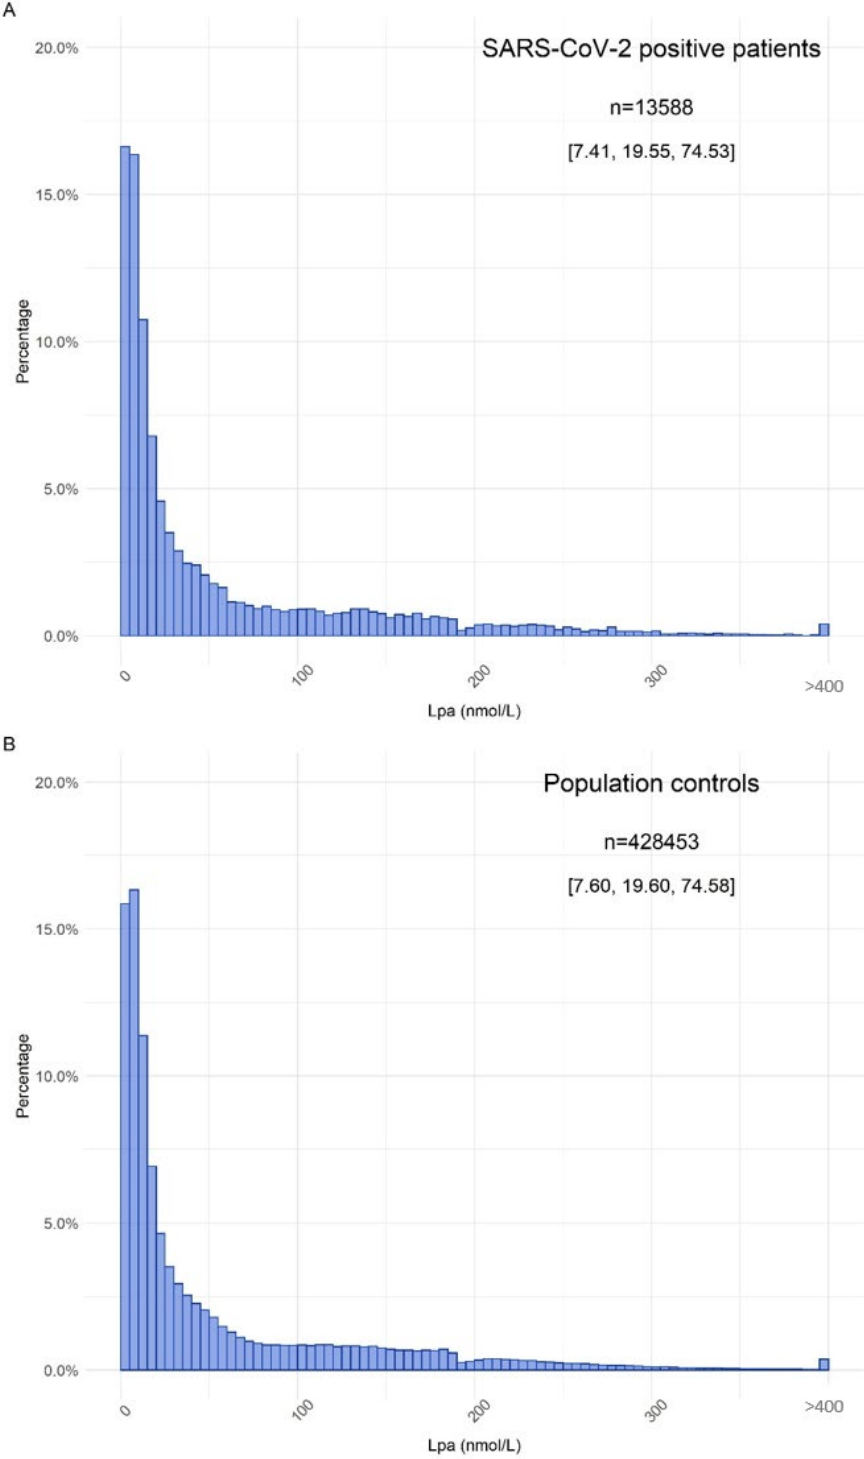 A
SARS-CoV-2 positive patients
n=13588
[7.41, 19.55, 74.53]
20.0%
15.0%
10.0%
5.0%
0.0%
Percentage
0
100
200
300
>400
Lpa (nmol/L)
B
Population controls
n=428453
[7.60, 19.60, 74.58]
20.0%
15.0%
10.0%
5.0%
0.0%
Percentage
0
100
200
300
>400
Lpa (nmol/L)